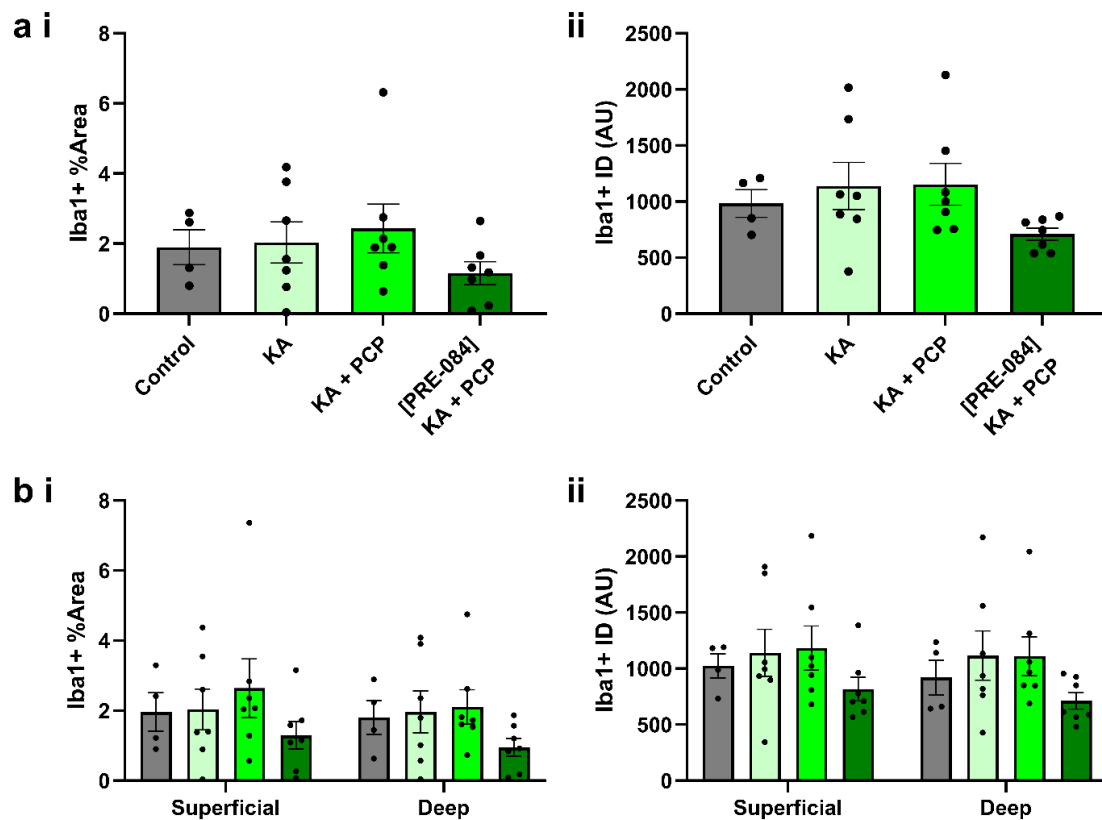 a i
Iba1+ %Area
8
6
4
2
0
Control
KA
KA + PCP
[PRE-084]
KA + PCP
ii
Iba1+ ID (AU)
2500
2000
1500
1000
500
0
Control
KA
KA + PCP
[PRE-084]
KA + PCP
b i
Iba1+ %Area
8
6
4
2
0
Superficial
Deep
ii
Iba1+ ID (AU)
2500
2000
1500
1000
500
0
Superficial
Deep